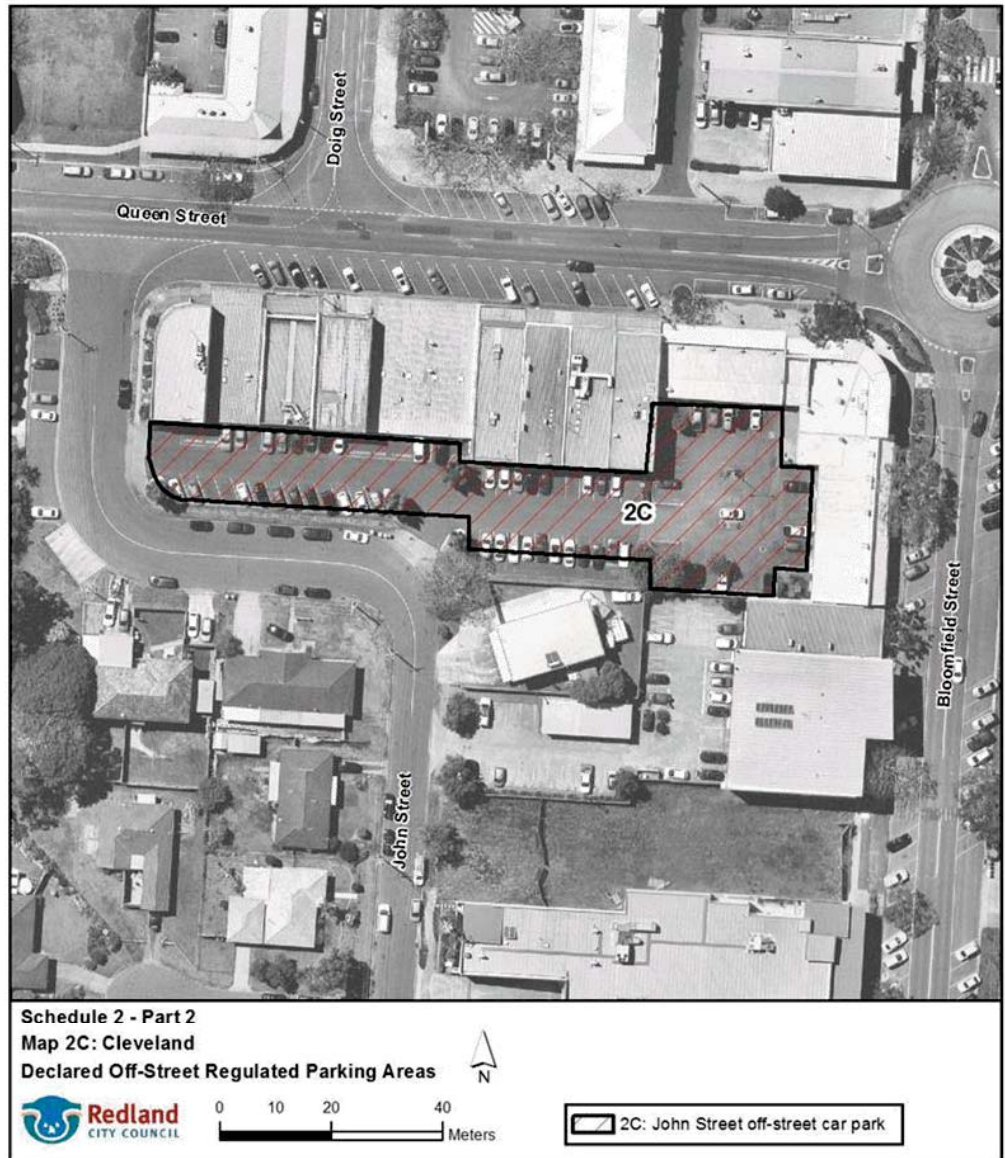 Doig Street
Queen Street
2C
Bloomfield Street
John Street
Schedule 2 - Part 2
Map 2C: Cleveland
Declared Off-Street Regulated Parking Areas
N
Redland
CITY COUNCIL
0 10 20 40
Meters
2C: John Street off-street car park